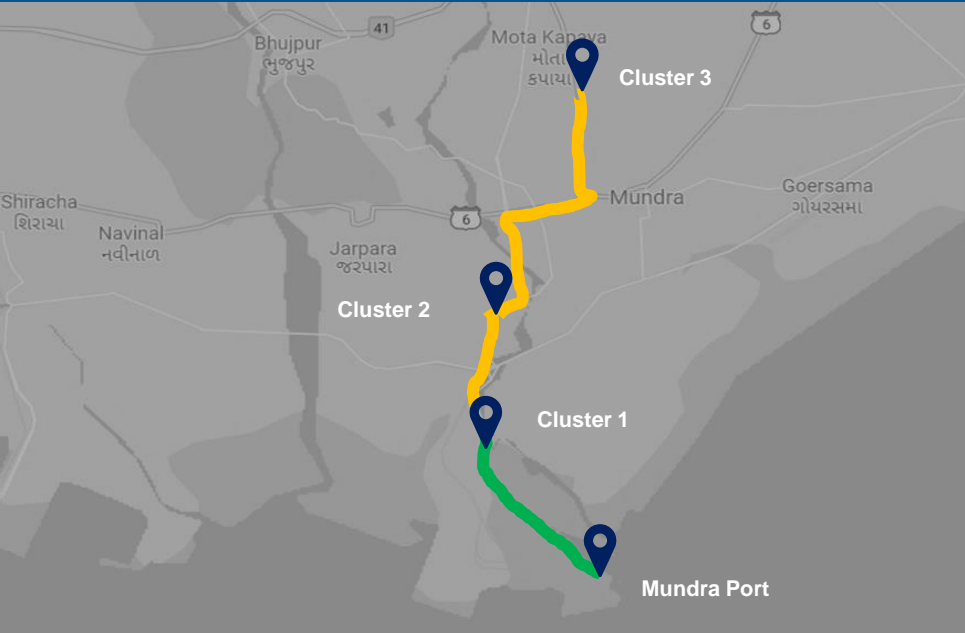 6
41
Bhujpur
ભુજપુર
Mota Kapaya
મોતા
કપાયા
Cluster 3
Shiracha
શિરાચા
Navinal
નવીનાળ
6
Mundra
Goersama
ગોયરસમા
Jarpara
જરપારા
Cluster 2
Cluster 1
Mundra Port